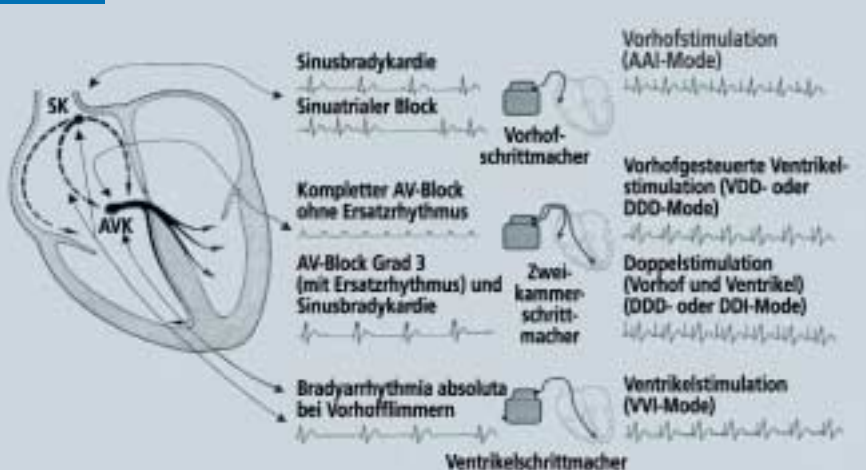 SK
AVK
Sinusbradykardie
Sinuatrialer Block
Vorhof-
schrittmacher
Vorhofstimulation
(AAI-Mode)
Kompletter AV-Block
ohne Ersatzrhythmus
AV-Block Grad 3
(mit Ersatzrhythmus) und
Sinusbradykardie
Zwei-
kammer-
schritt-
macher
Vorhofgesteuerte Ventrikel-
stimulation (VDD- oder
DDD-Mode)
Doppelstimulation
(Vorhof und Ventrikel)
(DDD- oder DDI-Mode)
Bradyarrhythmia absoluta
bei Vorhofflimmern
Ventrikelschrittmacher
Ventrikelstimulation
(VVI-Mode)